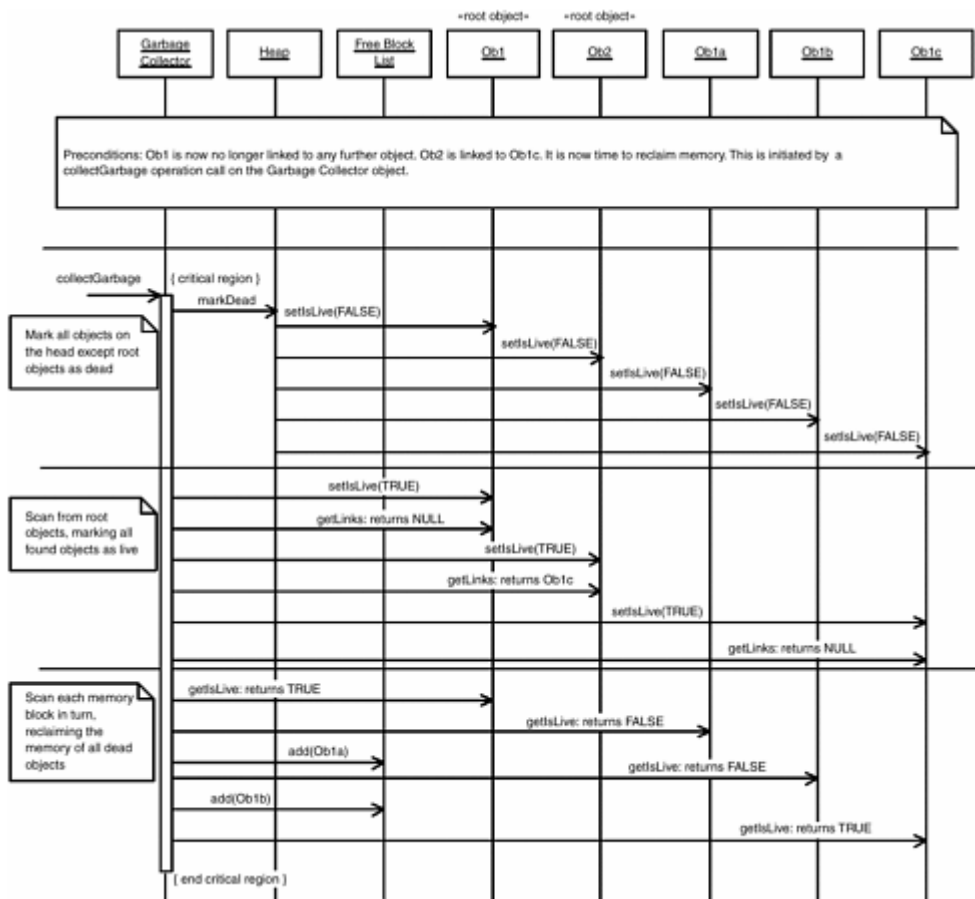 «root object» «root object»
Garbage Collector
Heap
Free Block List
Ob1
Ob2
Ob1a
Ob1b
Ob1c
Preconditions: Ob1 is now no longer linked to any further object. Ob2 is linked to Ob1c. It is now time to reclaim memory. This is initiated by a
collectGarbage operation call on the Garbage Collector object.
collectGarbage
{ critical region }
markDead
setIsLive(FALSE)
Mark all objects on
the head except root
objects as dead
setIsLive(FALSE)
setIsLive(FALSE)
setIsLive(FALSE)
setIsLive(FALSE)
setIsLive(TRUE)
Scan from root
objects, marking all
found objects as live
getLinks: returns NULL
setIsLive(TRUE)
getLinks: returns Ob1c
setIsLive(TRUE)
getLinks: returns NULL
Scan each memory
block in turn,
reclaiming the
memory of all dead
objects
getIsLive: returns TRUE
getIsLive: returns FALSE
add(Ob1a)
getIsLive: returns FALSE
add(Ob1b)
getIsLive: returns TRUE
{ end critical region }